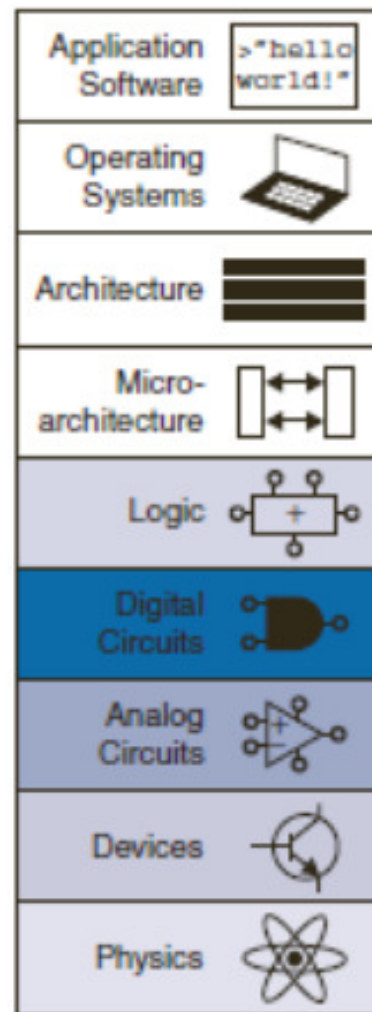 Application
Software
>"hello
world!"
Operating
Systems
Architecture
Micro-
architecture
Logic
+
Digital
Circuits
Analog
Circuits
+
−
Devices
Physics